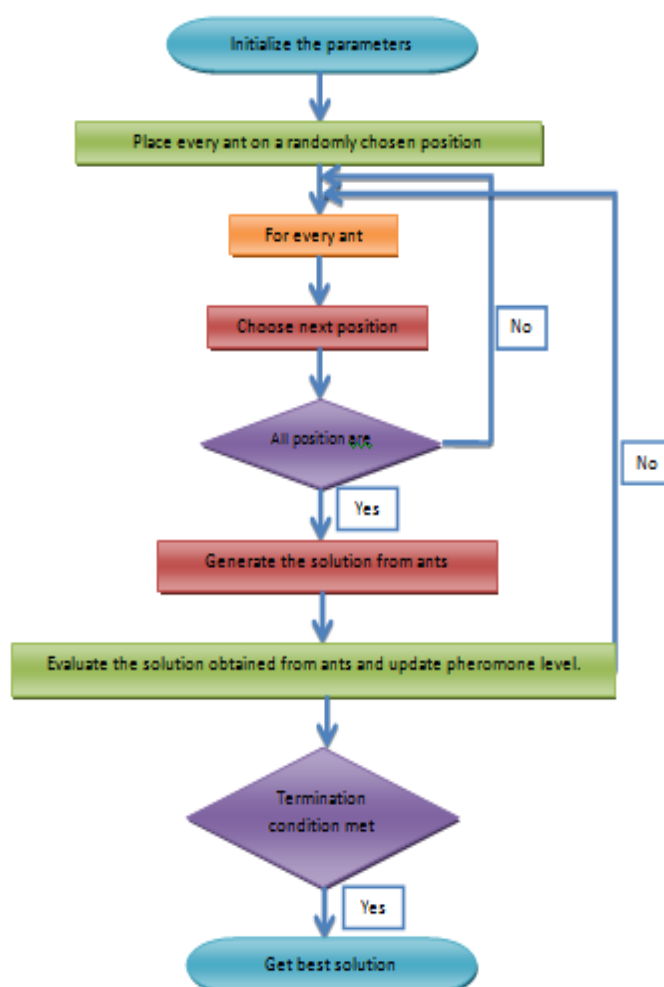 Initialize the parameters
Place every ant on a randomly chosen position
For every ant
Choose next position
No
All position are
No
Yes
Generate the solution from ants
Evaluate the solution obtained from ants and update pheromone level.
Termination
condition met
Yes
Get best solution